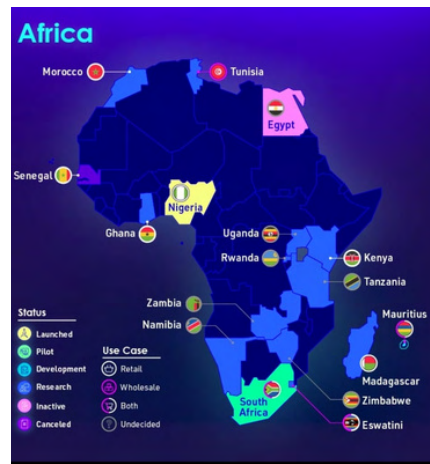 Africa
Morocco
Tunisia
Egypt
Senegal
Nigeria
Ghana
Uganda
Rwanda
Kenya
Tanzania
Zambia
Mauritius
Namibia
Madagascar
South
Africa
Zimbabwe
Eswatini
Status
Launched
Pilot
Development
Research
Inactive
Canceled
Use Case
Retail
Wholesale
Both
Undecided